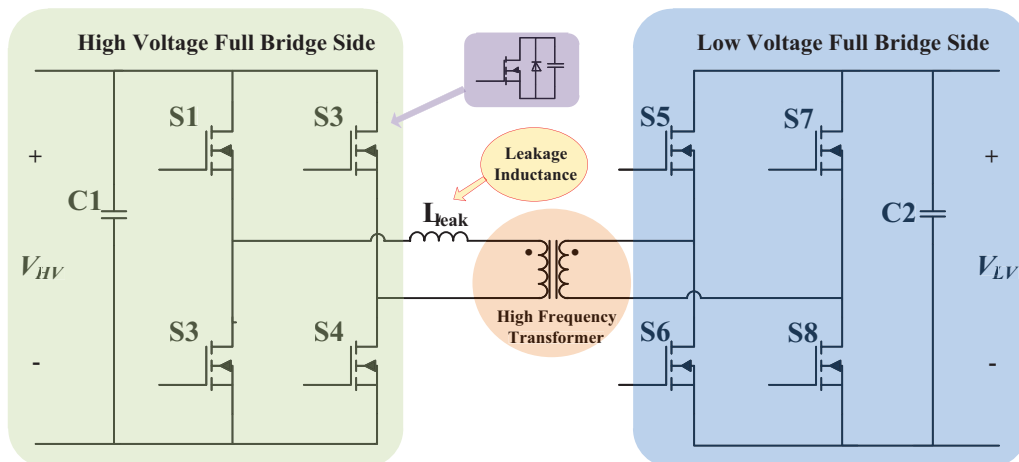 High Voltage Full Bridge Side
Low Voltage Full Bridge Side
S1
S3
S5
S7
+
+
Leakage
Inductance
C1
Lleak
C2
VHV
VLV
High Frequency
Transformer
S3
S4
S6
S8
-
-